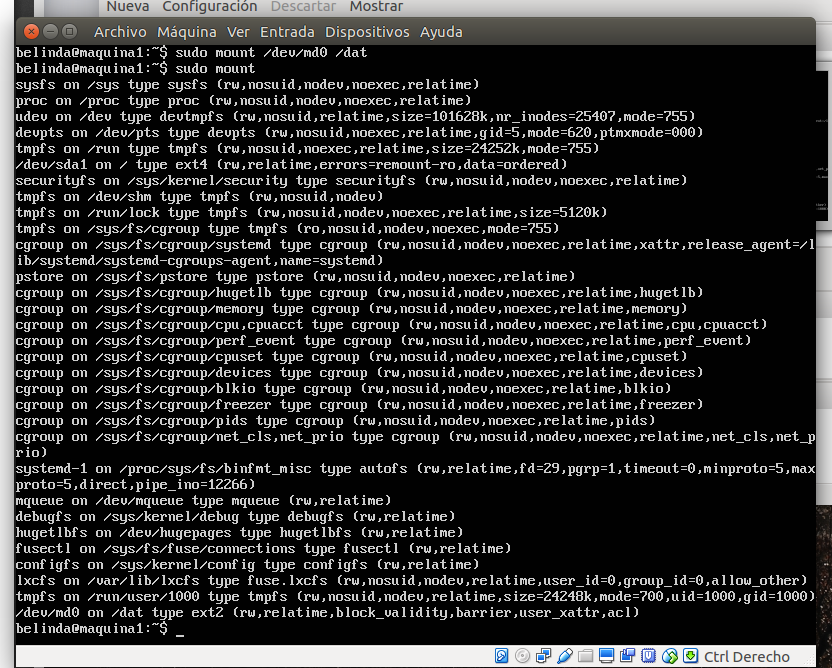 Nueva Configuración Descartar Mostrar
Archivo Máquina Ver Entrada Dispositivos Ayuda
belinda@maquina1:~$ sudo mount /dev/md0 /dat
belinda@maquina1:~$ sudo mount
sysfs on /sys type sysfs (rw,nosuid,nodev,noexec,relatime)
proc on /proc type proc (rw,nosuid,nodev,noexec,relatime)
udev on /dev type devtmpfs (rw,nosuid,relatime,size=101628k,nr_inodes=25407,mode=755)
devpts on /dev/pts type devpts (rw,nosuid,noexec,relatime,gid=5,mode=620,ptmxmode=000)
tmpfs on /run type tmpfs (rw,nosuid,noexec,relatime,size=24252k,mode=755)
/dev/sda1 on / type ext4 (rw,relatime,errors=remount-ro,data=ordered)
securityfs on /sys/kernel/security type securityfs (rw,nosuid,nodev,noexec,relatime)
tmpfs on /dev/shm type tmpfs (rw,nosuid,nodev)
tmpfs on /run/lock type tmpfs (rw,nosuid,nodev,noexec,relatime,size=5120k)
tmpfs on /sys/fs/cgroup type tmpfs (ro,nosuid,nodev,noexec,mode=755)
cgroup on /sys/fs/cgroup/systemd type cgroup (rw,nosuid,nodev,noexec,relatime,xattr,release_agent=/l
ib/systemd/systemd-cgroups-agent,name=systemd)
pstore on /sys/fs/pstore type pstore (rw,nosuid,nodev,noexec,relatime)
cgroup on /sys/fs/cgroup/hugetlb type cgroup (rw,nosuid,nodev,noexec,relatime,hugetlb)
cgroup on /sys/fs/cgroup/memory type cgroup (rw,nosuid,nodev,noexec,relatime,memory)
cgroup on /sys/fs/cgroup/cpu,cpuacct type cgroup (rw,nosuid,nodev,noexec,relatime,cpu,cpuacct)
cgroup on /sys/fs/cgroup/perf_event type cgroup (rw,nosuid,nodev,noexec,relatime,perf_event)
cgroup on /sys/fs/cgroup/cpuset type cgroup (rw,nosuid,nodev,noexec,relatime,cpuset)
cgroup on /sys/fs/cgroup/devices type cgroup (rw,nosuid,nodev,noexec,relatime,devices)
cgroup on /sys/fs/cgroup/blkio type cgroup (rw,nosuid,nodev,noexec,relatime,blkio)
cgroup on /sys/fs/cgroup/freezer type cgroup (rw,nosuid,nodev,noexec,relatime,freezer)
cgroup on /sys/fs/cgroup/pids type cgroup (rw,nosuid,nodev,noexec,relatime,pids)
cgroup on /sys/fs/cgroup/net_cls,net_prio type cgroup (rw,nosuid,nodev,noexec,relatime,net_cls,net_p
rio)
systemd-1 on /proc/sys/fs/binfmt_misc type autofs (rw,relatime,fd=29,pgrp=1,timeout=0,minproto=5,max
proto=5,direct,pipe_ino=12266)
mqueue on /dev/mqueue type mqueue (rw,relatime)
debugfs on /sys/kernel/debug type debugfs (rw,relatime)
hugetlbfs on /dev/hugepages type hugetlbfs (rw,relatime)
fusectl on /sys/fs/fuse/connections type fusectl (rw,relatime)
configfs on /sys/kernel/config type configfs (rw,relatime)
lxcfs on /var/lib/lxcfs type fuse.lxcfs (rw,nosuid,nodev,relatime,user_id=0,group_id=0,allow_other)
tmpfs on /run/user/1000 type tmpfs (rw,nosuid,nodev,relatime,size=24248k,mode=700,uid=1000,gid=1000)
/dev/md0 on /dat type ext2 (rw,relatime,block_validity,barrier,user_xattr,acl)
belinda@maquina1:~$ _
Ctrl Derecho